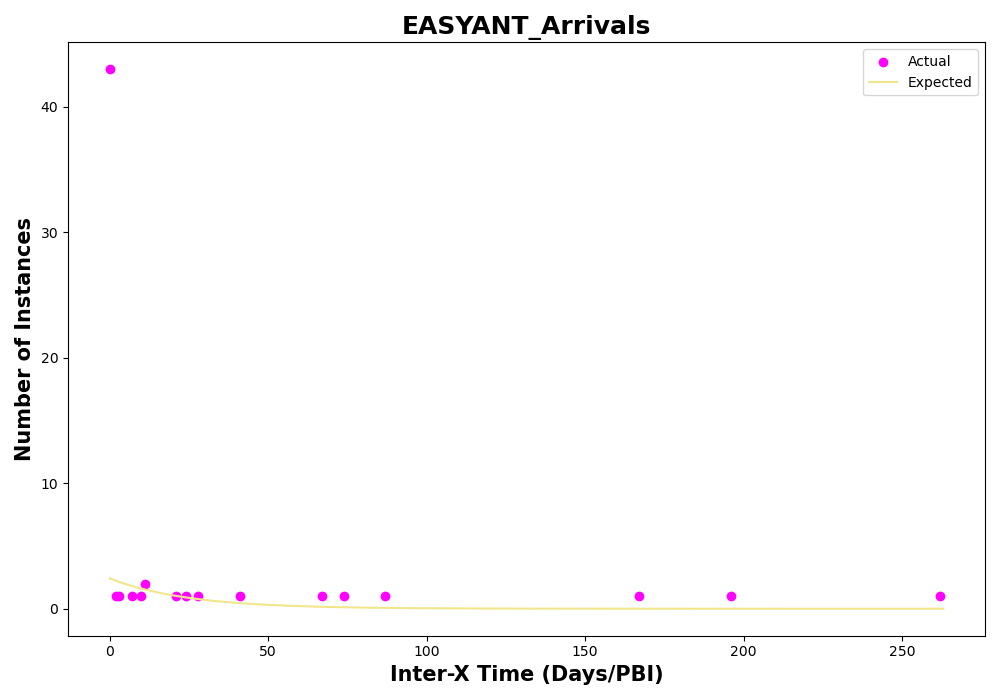 EASYANT_Arrivals
Actual
Expected
Number of Instances
40
30
20
10
0
0 50 100 150 200 250
Inter-X Time (Days/PBI)